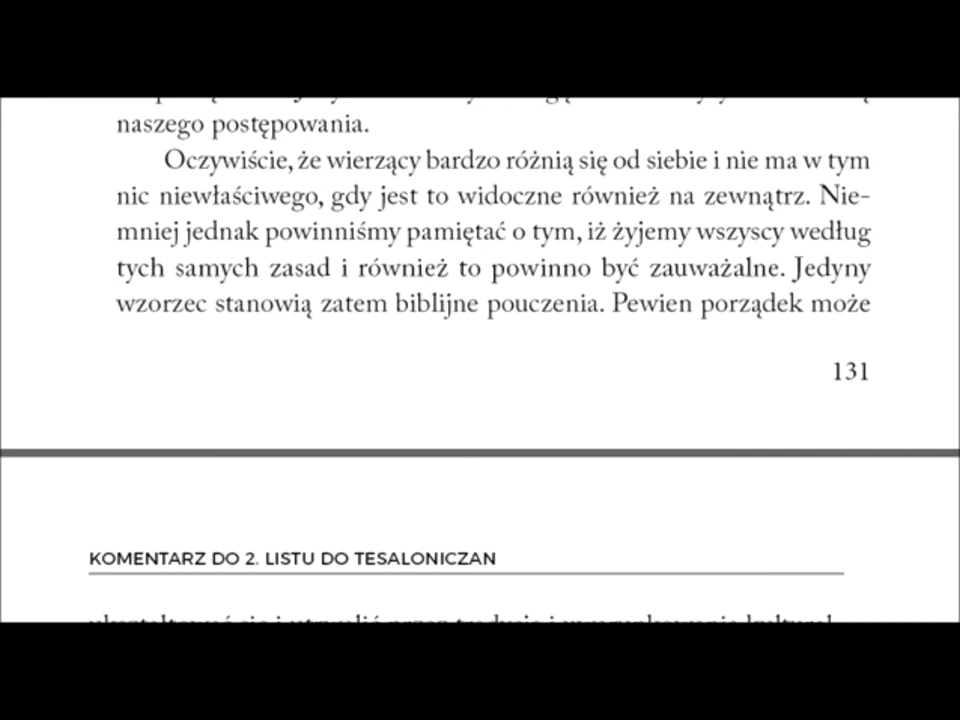 naszego postępowania.
Oczywiście, że wierzący bardzo różnią się od siebie i nie ma w tym
nic niewłaściwego, gdy jest to widoczne również na zewnątrz. Nie-
mniej jednak powinniśmy pamiętać o tym, iż żyjemy wszyscy według
tych samych zasad i również to powinno być zauważalne. Jedyny
wzorzec stanowią zatem biblijne pouczenia. Pewien porządek może
131
KOMENTARZ DO 2. LISTU DO TESALONICZAN